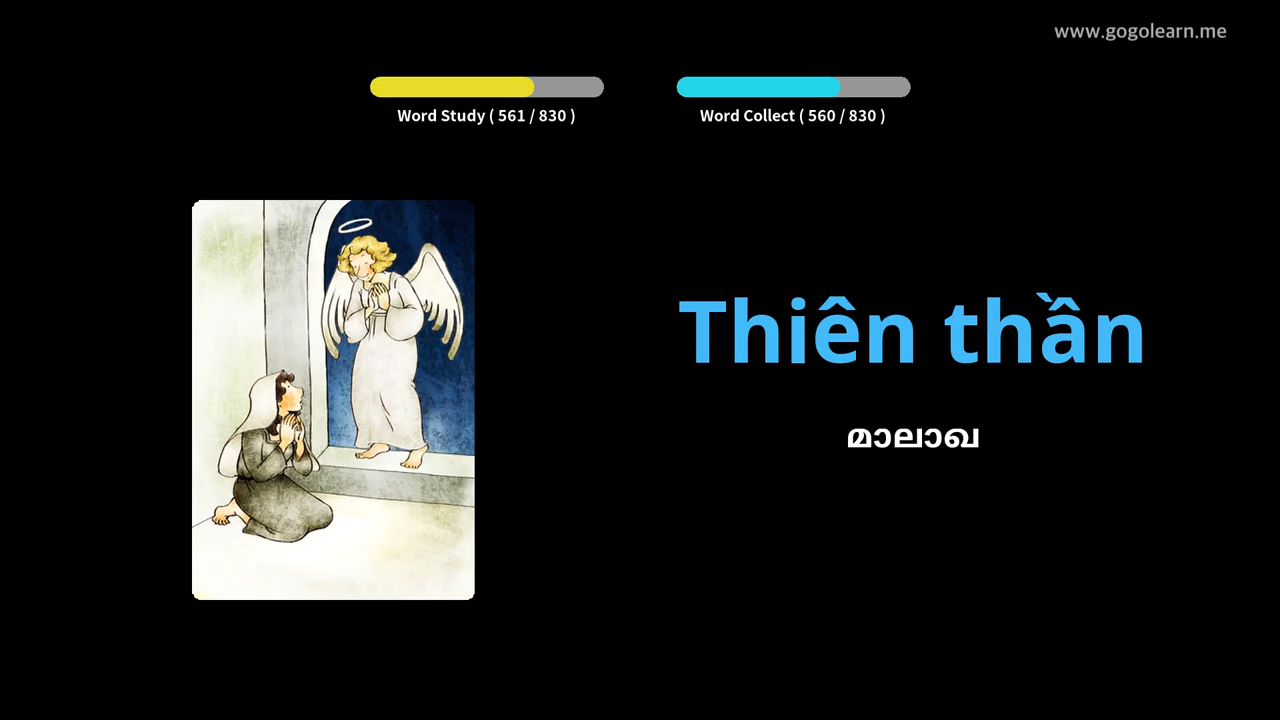 www.gogolearn.me
Word Study ( 561 / 830 )
Word Collect ( 560 / 830 )
Thiên thần
മാലാഖ